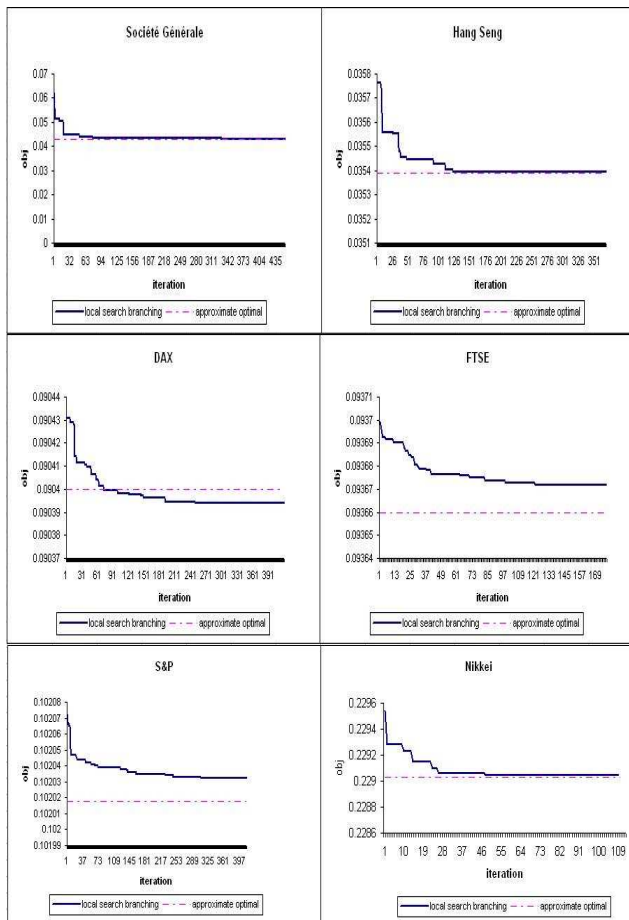 Société Générale
0.07
0.06
0.05
0.04
0.03
0.02
0.01
0
obj
1 32 63 94 125 156 187 218 249 280 311 342 373 404 435
iteration
local search branching approximate optimal
Hang Seng
0.0358
0.0357
0.0356
0.0355
0.0354
0.0353
0.0352
0.0351
obj
1 26 51 76 101 126 151 176 201 226 251 276 301 326 351
iteration
local search branching approximate optimal
DAX
0.09044
0.09043
0.09042
0.09041
0.0904
0.09039
0.09038
0.09037
obj
1 31 61 91 121 151 181 211 241 271 301 331 361 391
iteration
local search branching approximate optimal
FTSE
0.09371
0.0937
0.09369
0.09368
0.09367
0.09366
0.09365
0.09364
obj
1 13 25 37 49 61 73 85 97 109 121 133 145 157 169
iteration
local search branching approximate optimal
S&P
0.10208
0.10207
0.10206
0.10205
0.10204
0.10203
0.10202
0.10201
0.102
0.10199
obj
1 37 73 109 145 181 217 253 289 325 361 397
iteration
local search branching approximate optimal
Nikkei
0.2296
0.2294
0.2292
0.229
0.2288
0.2286
obj
1 10 19 28 37 46 55 64 73 82 91 100 109
iteration
local search branching approximate optimal